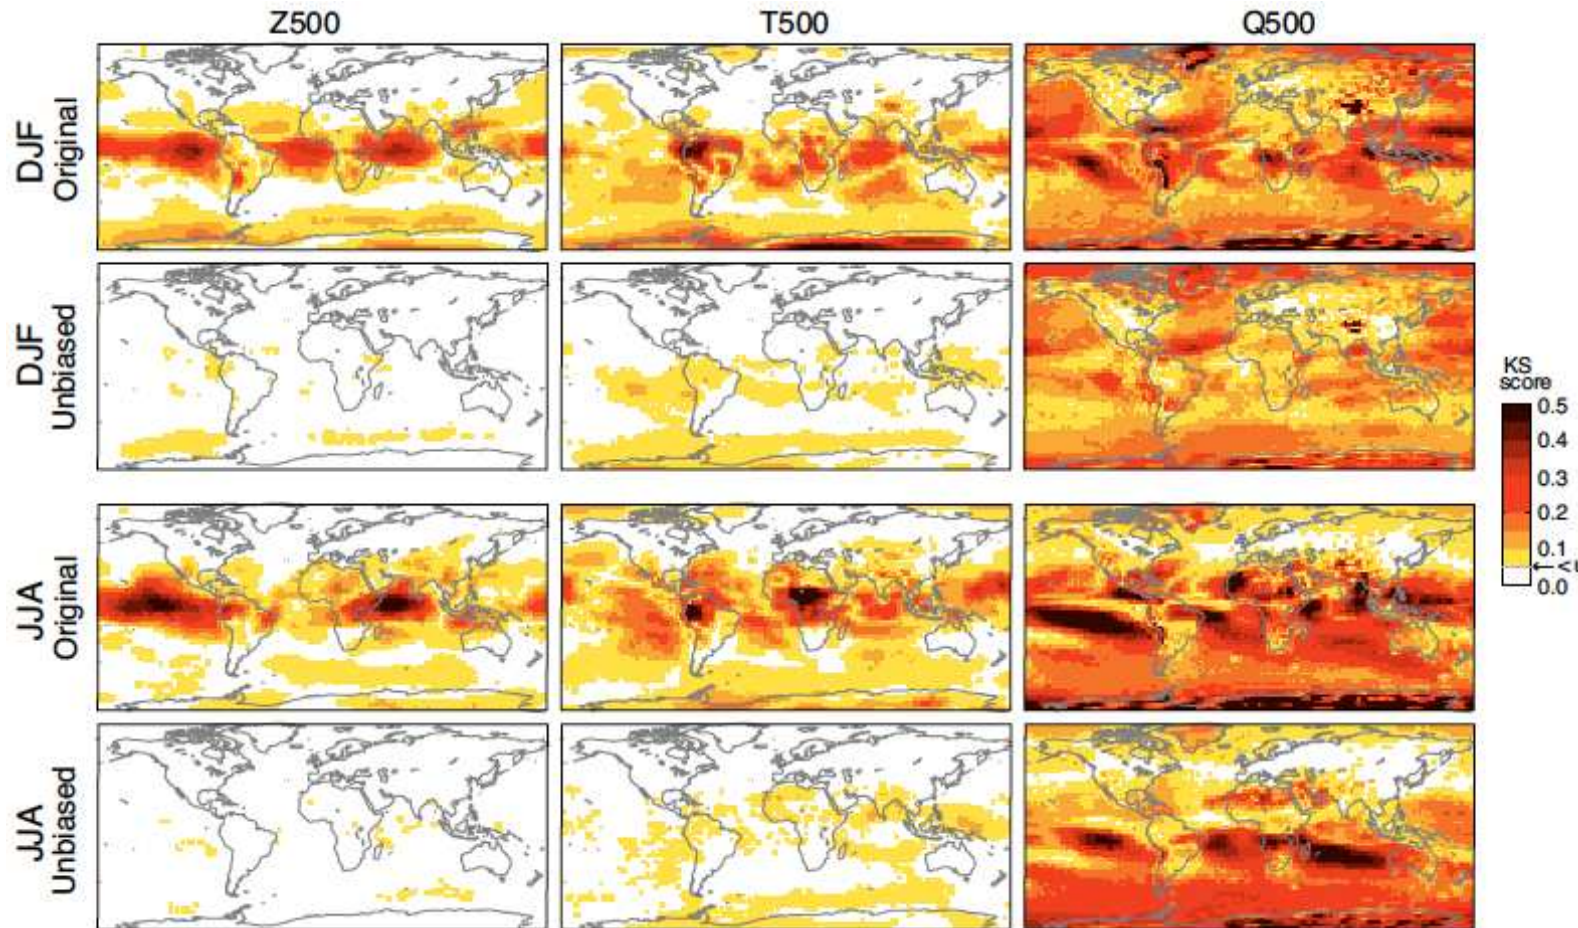 Z500 T500 Q500
DJF
Original
DJF
Unbiased
JJA
Original
JJA
Unbiased
KS
score
0.5
0.4
0.3
0.2
0.1
0.0